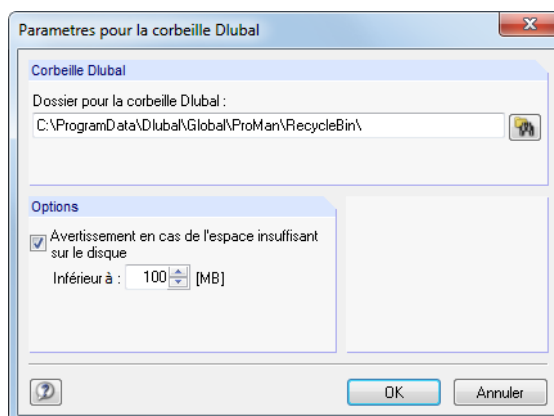 Parametres pour la corbeille Dlubal
Corbeille Dlubal
Dossier pour la corbeille Dlubal :
C:\ProgramData\Dlubal\Global\ProMan\RecycleBin\
Options
Avertissement en cas de l'espace insuffisant
sur le disque
Inférieur à : 100 [MB]
OK Annuler